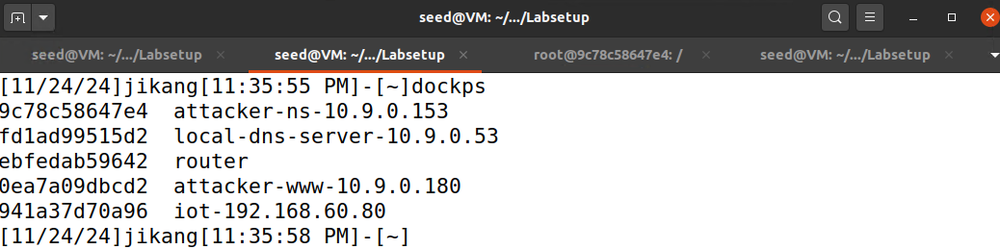 seed@VM: ~/.../Labsetup
seed@VM: ~/.../Labsetup
seed@VM: ~/.../Labsetup
root@9c78c58647e4: /
seed@VM: ~/.../Labsetup
[11/24/24]jikang[11:35:55 PM]-[~]dockps
9c78c58647e4  attacker-ns-10.9.0.153
fd1ad99515d2  local-dns-server-10.9.0.53
ebfedab59642  router
0ea7a09dbcd2  attacker-www-10.9.0.180
941a37d70a96  iot-192.168.60.80
[11/24/24]jikang[11:35:58 PM]-[~]